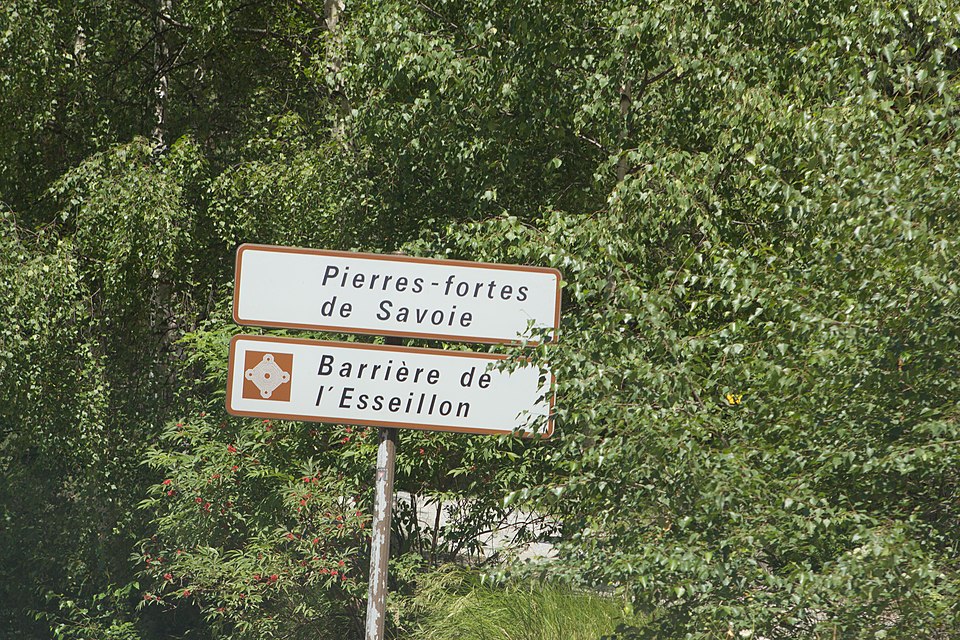 Pierres-fortes
de Savoie
Barrière de
l'Esseillon